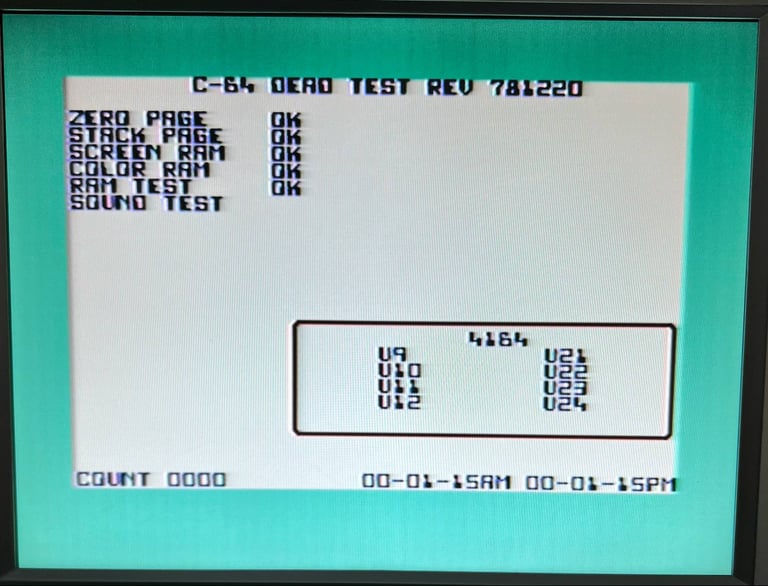 C-64 DEAD TEST REV 781220
ZERO PAGE OK
STACK PAGE OK
SCREEN RAM OK
COLOR RAM OK
RAM TEST OK
SOUND TEST
4164
U9 U21
U10 U22
U11 U23
U12 U24
COUNT 0000 00-01-15AM 00-01-15PM